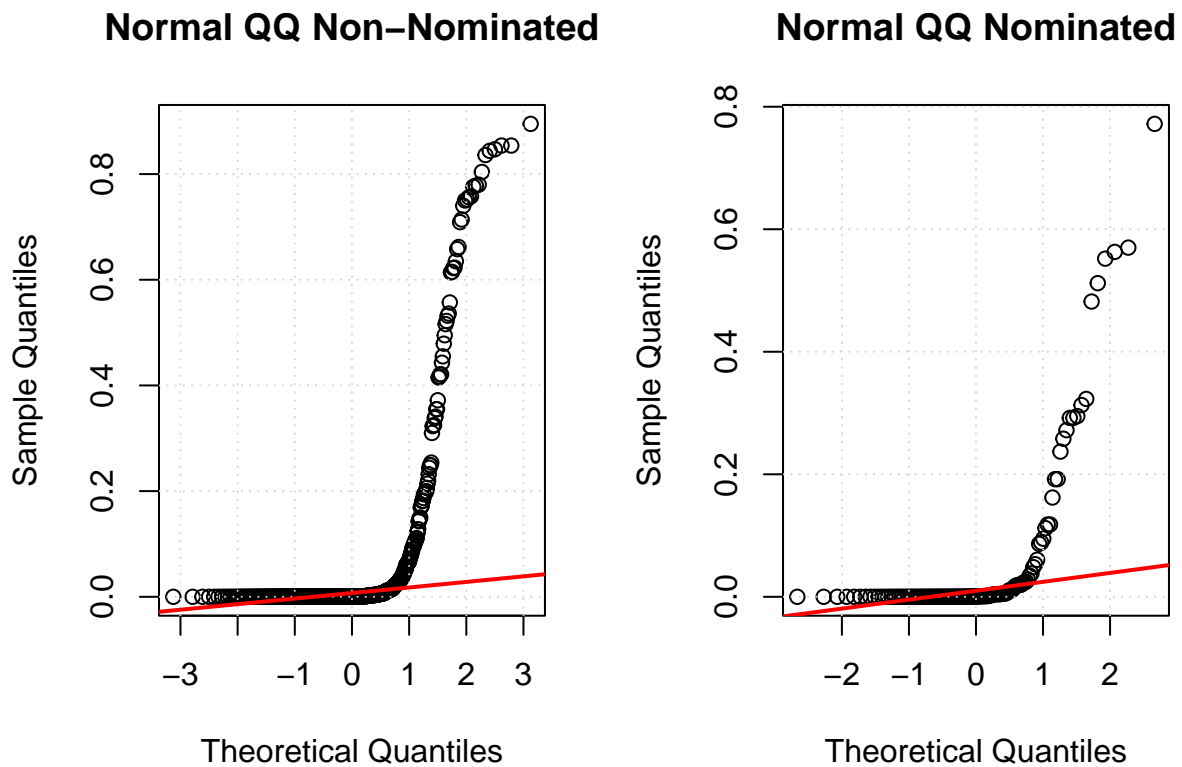 Normal QQ Non−Nominated
Sample Quantiles
0.8
0.6
0.4
0.2
0.0
−3 −1 0 1 2 3
Theoretical Quantiles
Normal QQ Nominated
Sample Quantiles
0.8
0.6
0.4
0.2
0.0
−2 −1 0 1 2
Theoretical Quantiles